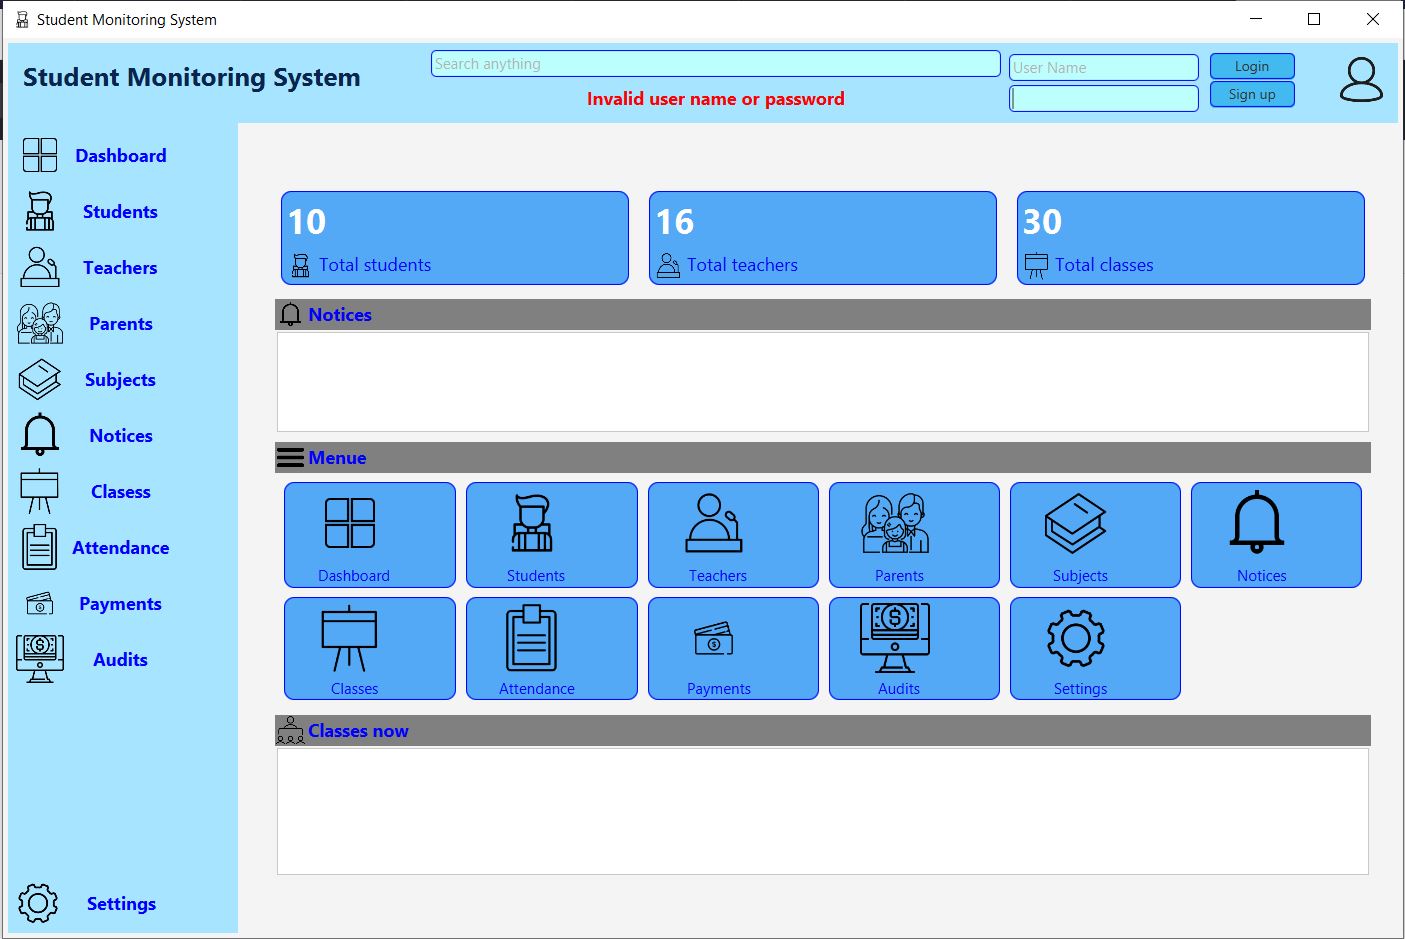 Student Monitoring System
Student Monitoring System
Search anything
User Name
Login
Invalid user name or password
Sign up
Dashboard
Students
Teachers
Parents
Subjects
Notices
Clasess
Attendance
Payments
Audits
Settings
10
Total students
16
Total teachers
30
Total classes
Notices
Menue
Dashboard
Students
Teachers
Parents
Subjects
Notices
Classes
Attendance
Payments
Audits
Settings
Classes now